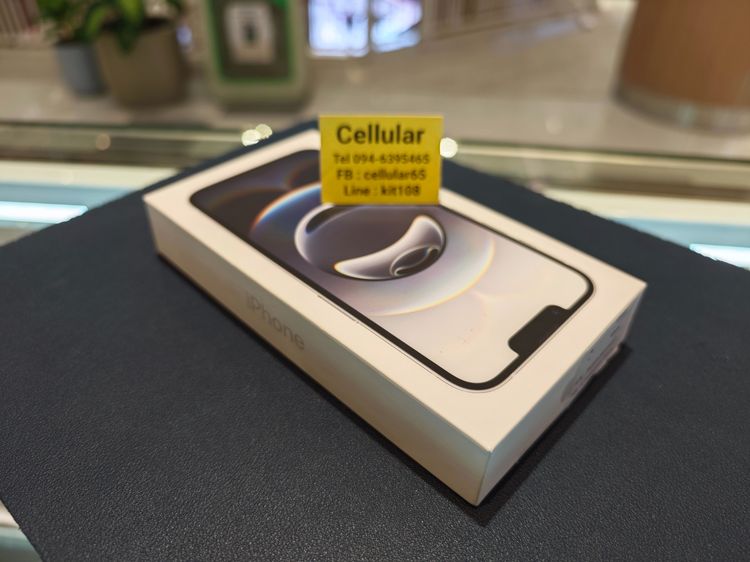 Cellular
Tel 094-6395465
FB : cellular65
Line : kit108
iPhone